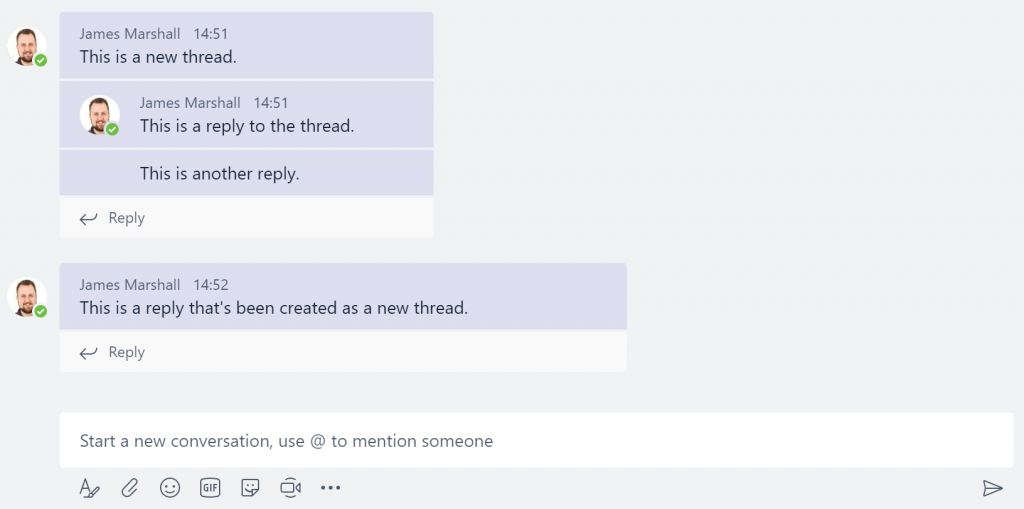 James Marshall 14:51
This is a new thread.
James Marshall 14:51
This is a reply to the thread.
This is another reply.
Reply
James Marshall 14:52
This is a reply that's been created as a new thread.
Reply
Start a new conversation, use @ to mention someone
GIF